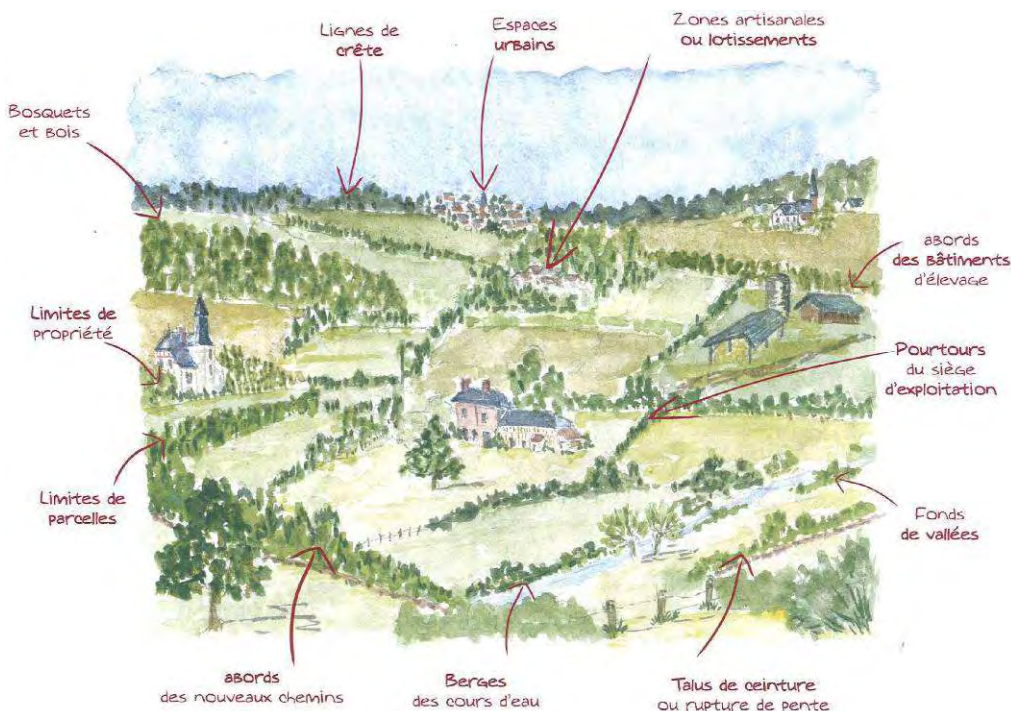 Lignes de
crête
Espaces
urbains
Zones artisanales
ou lotissements
Bosquets
et bois
abords
des bâtiments
d'élevage
Limites de
propriété
Pourtours
du siège
d'exploitation
Limites de
parcelles
Fonds
de vallées
abords
des nouveaux chemins
Berges
des cours d'eau
Talus de ceinture
ou rupture de pente